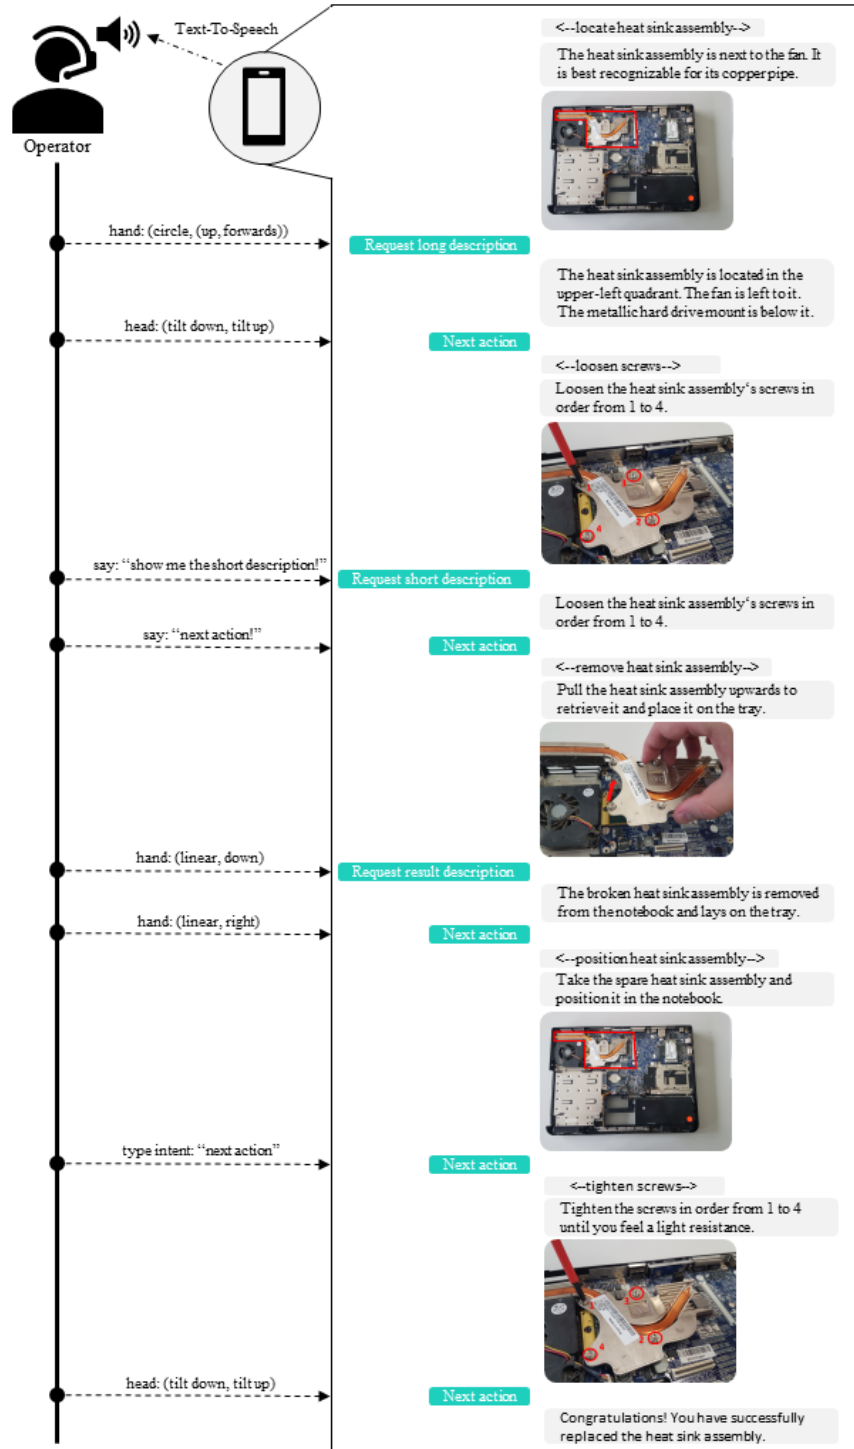 Text-To-Speech
Operator
<--locate heat sink assembly-->
The heat sink assembly is next to the fan. It
is best recognizable for its copper pipe.
hand: (circle, (up, forwards))
Request long description
The heat sink assembly is located in the
upper-left quadrant. The fan is left to it.
The metallic hard drive mount is below it.
head: (tilt down, tilt up)
Next action
<--loosen screws-->
Loosen the heat sink assembly‘s screws in
order from 1 to 4.
1
3
2
4
say: “show me the short description!”
Request short description
Loosen the heat sink assembly‘s screws in
order from 1 to 4.
say: “next action!”
Next action
<--remove heat sink assembly-->
Pull the heat sink assembly upwards to
retrieve it and place it on the tray.
hand: (linear, down)
Request result description
The broken heat sink assembly is removed
from the notebook and lays on the tray.
hand: (linear, right)
Next action
<--position heat sink assembly-->
Take the spare heat sink assembly and
position it in the notebook.
type intent: “next action”
Next action
<--tighten screws-->
Tighten the screws in order from 1 to 4
until you feel a light resistance.
1
3
2
4
head: (tilt down, tilt up)
Next action
Congratulations! You have successfully
replaced the heat sink assembly.